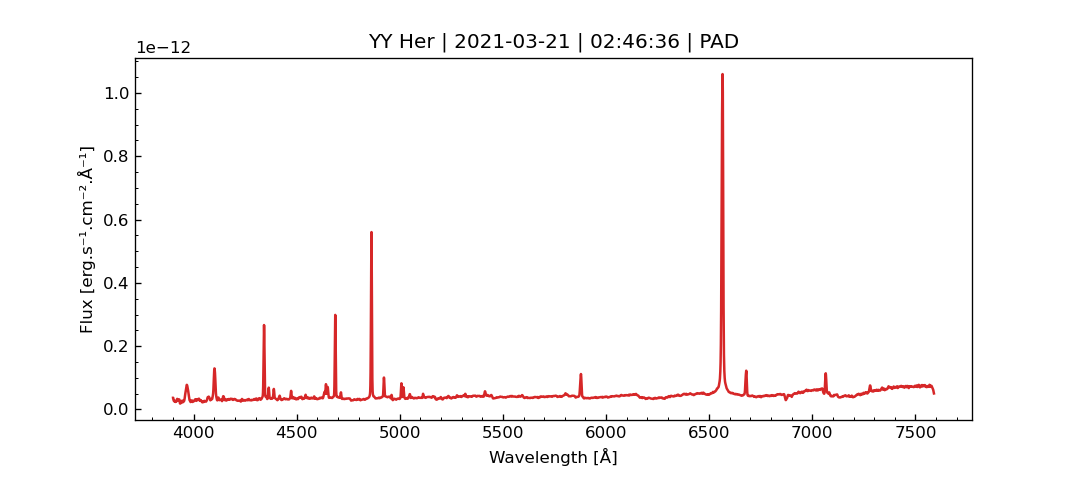 YY Her | 2021-03-21 | 02:46:36 | PAD
1e−12
1.0
0.8
0.6
0.4
0.2
0.0
Flux [erg.s⁻¹.cm⁻².Å⁻¹]
4000 4500 5000 5500 6000 6500 7000 7500
Wavelength [Å]